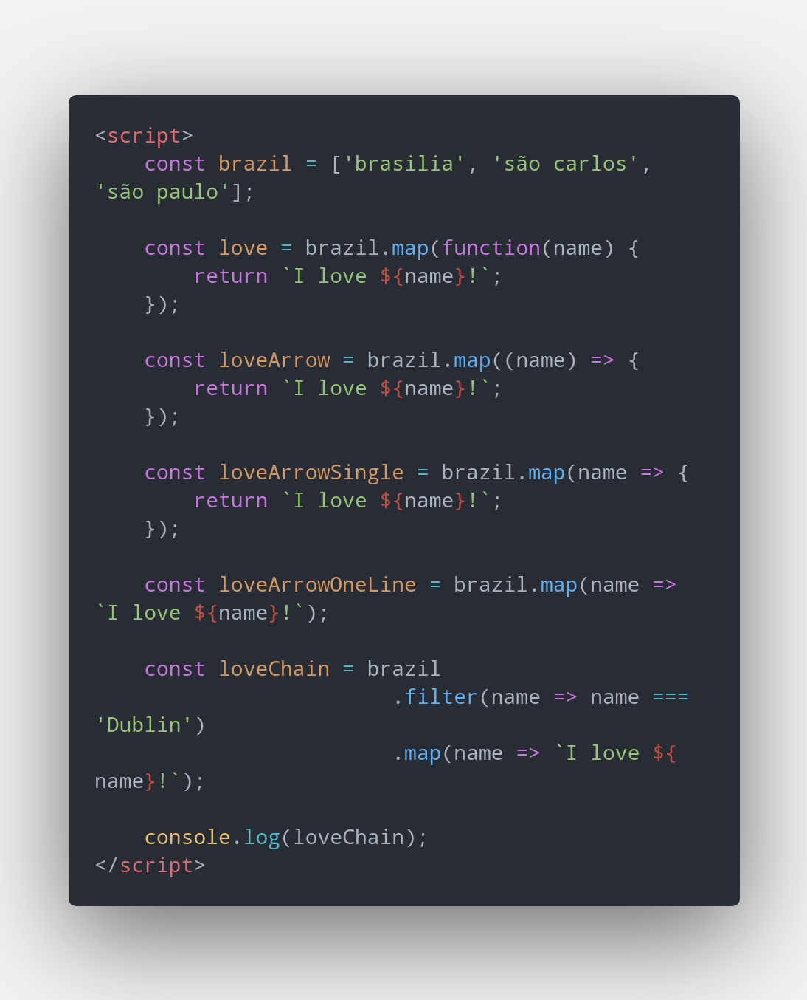 <script>
    const brazil = ['brasilia', 'são carlos',
'são paulo'];

    const love = brazil.map(function(name) {
        return `I love ${name}!`;
    });

    const loveArrow = brazil.map((name) => {
        return `I love ${name}!`;
    });

    const loveArrowSingle = brazil.map(name => {
        return `I love ${name}!`;
    });

    const loveArrowOneLine = brazil.map(name =>
`I love ${name}!`);

    const loveChain = brazil
                        .filter(name => name ===
'Dublin')
                        .map(name => `I love ${
name}!`);

    console.log(loveChain);
</script>